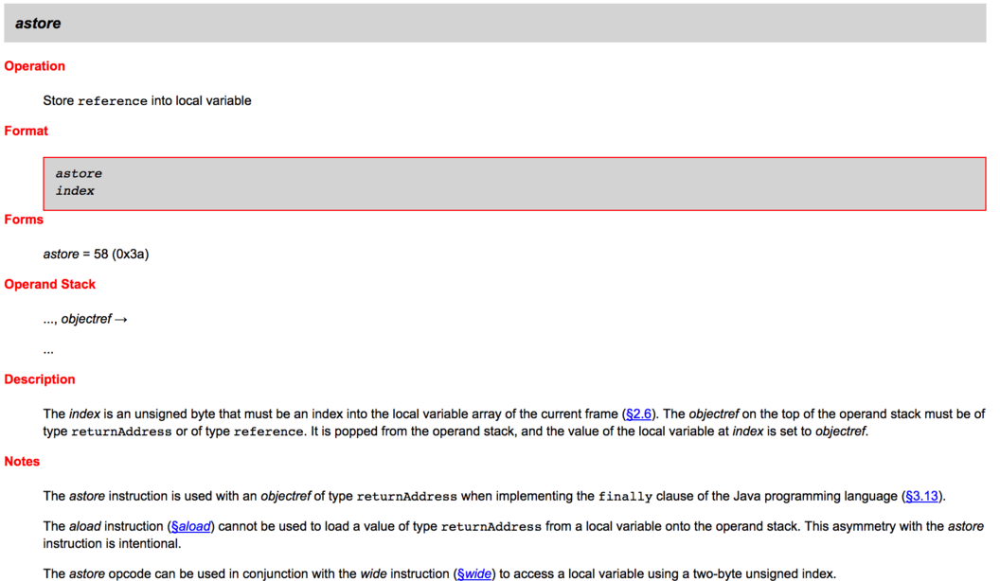 astore
Operation
Store reference into local variable
Format
astore
index
Forms
astore = 58 (0x3a)
Operand Stack
..., objectref →
...
Description
The index is an unsigned byte that must be an index into the local variable array of the current frame (§2.6). The objectref on the top of the operand stack must be of
type returnAddress or of type reference. It is popped from the operand stack, and the value of the local variable at index is set to objectref.
Notes
The astore instruction is used with an objectref of type returnAddress when implementing the finally clause of the Java programming language (§3.13).
The aload instruction (§aload) cannot be used to load a value of type returnAddress from a local variable onto the operand stack. This asymmetry with the astore
instruction is intentional.
The astore opcode can be used in conjunction with the wide instruction (§wide) to access a local variable using a two-byte unsigned index.